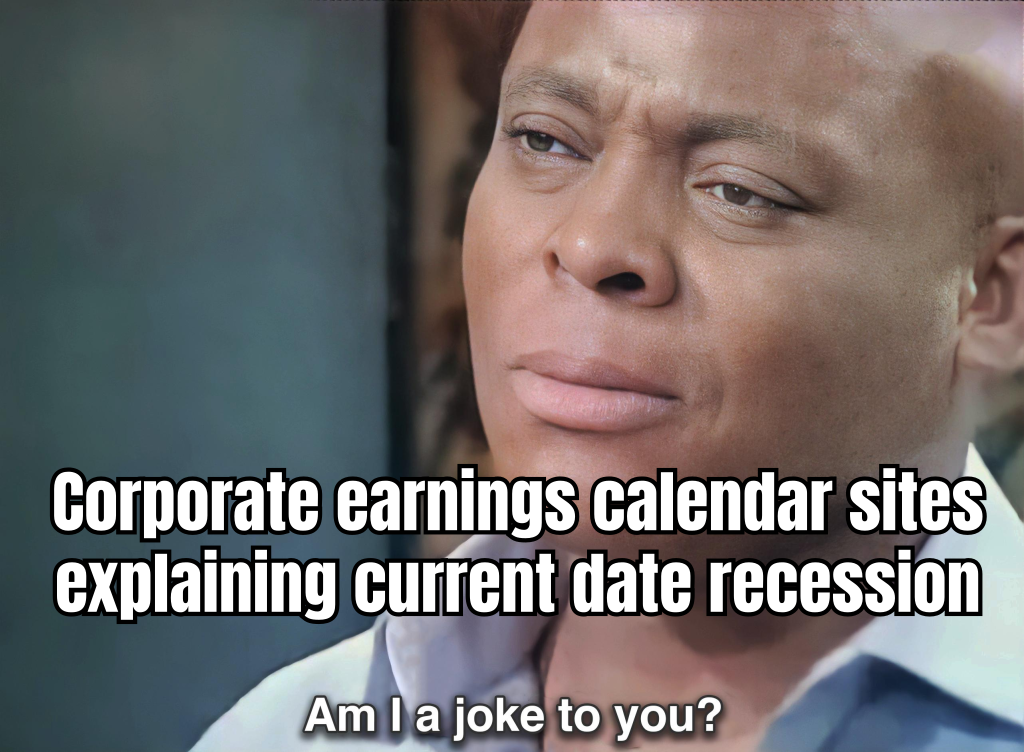 Corporate earnings calendar sites
explaining current date recession
Am I a joke to you?